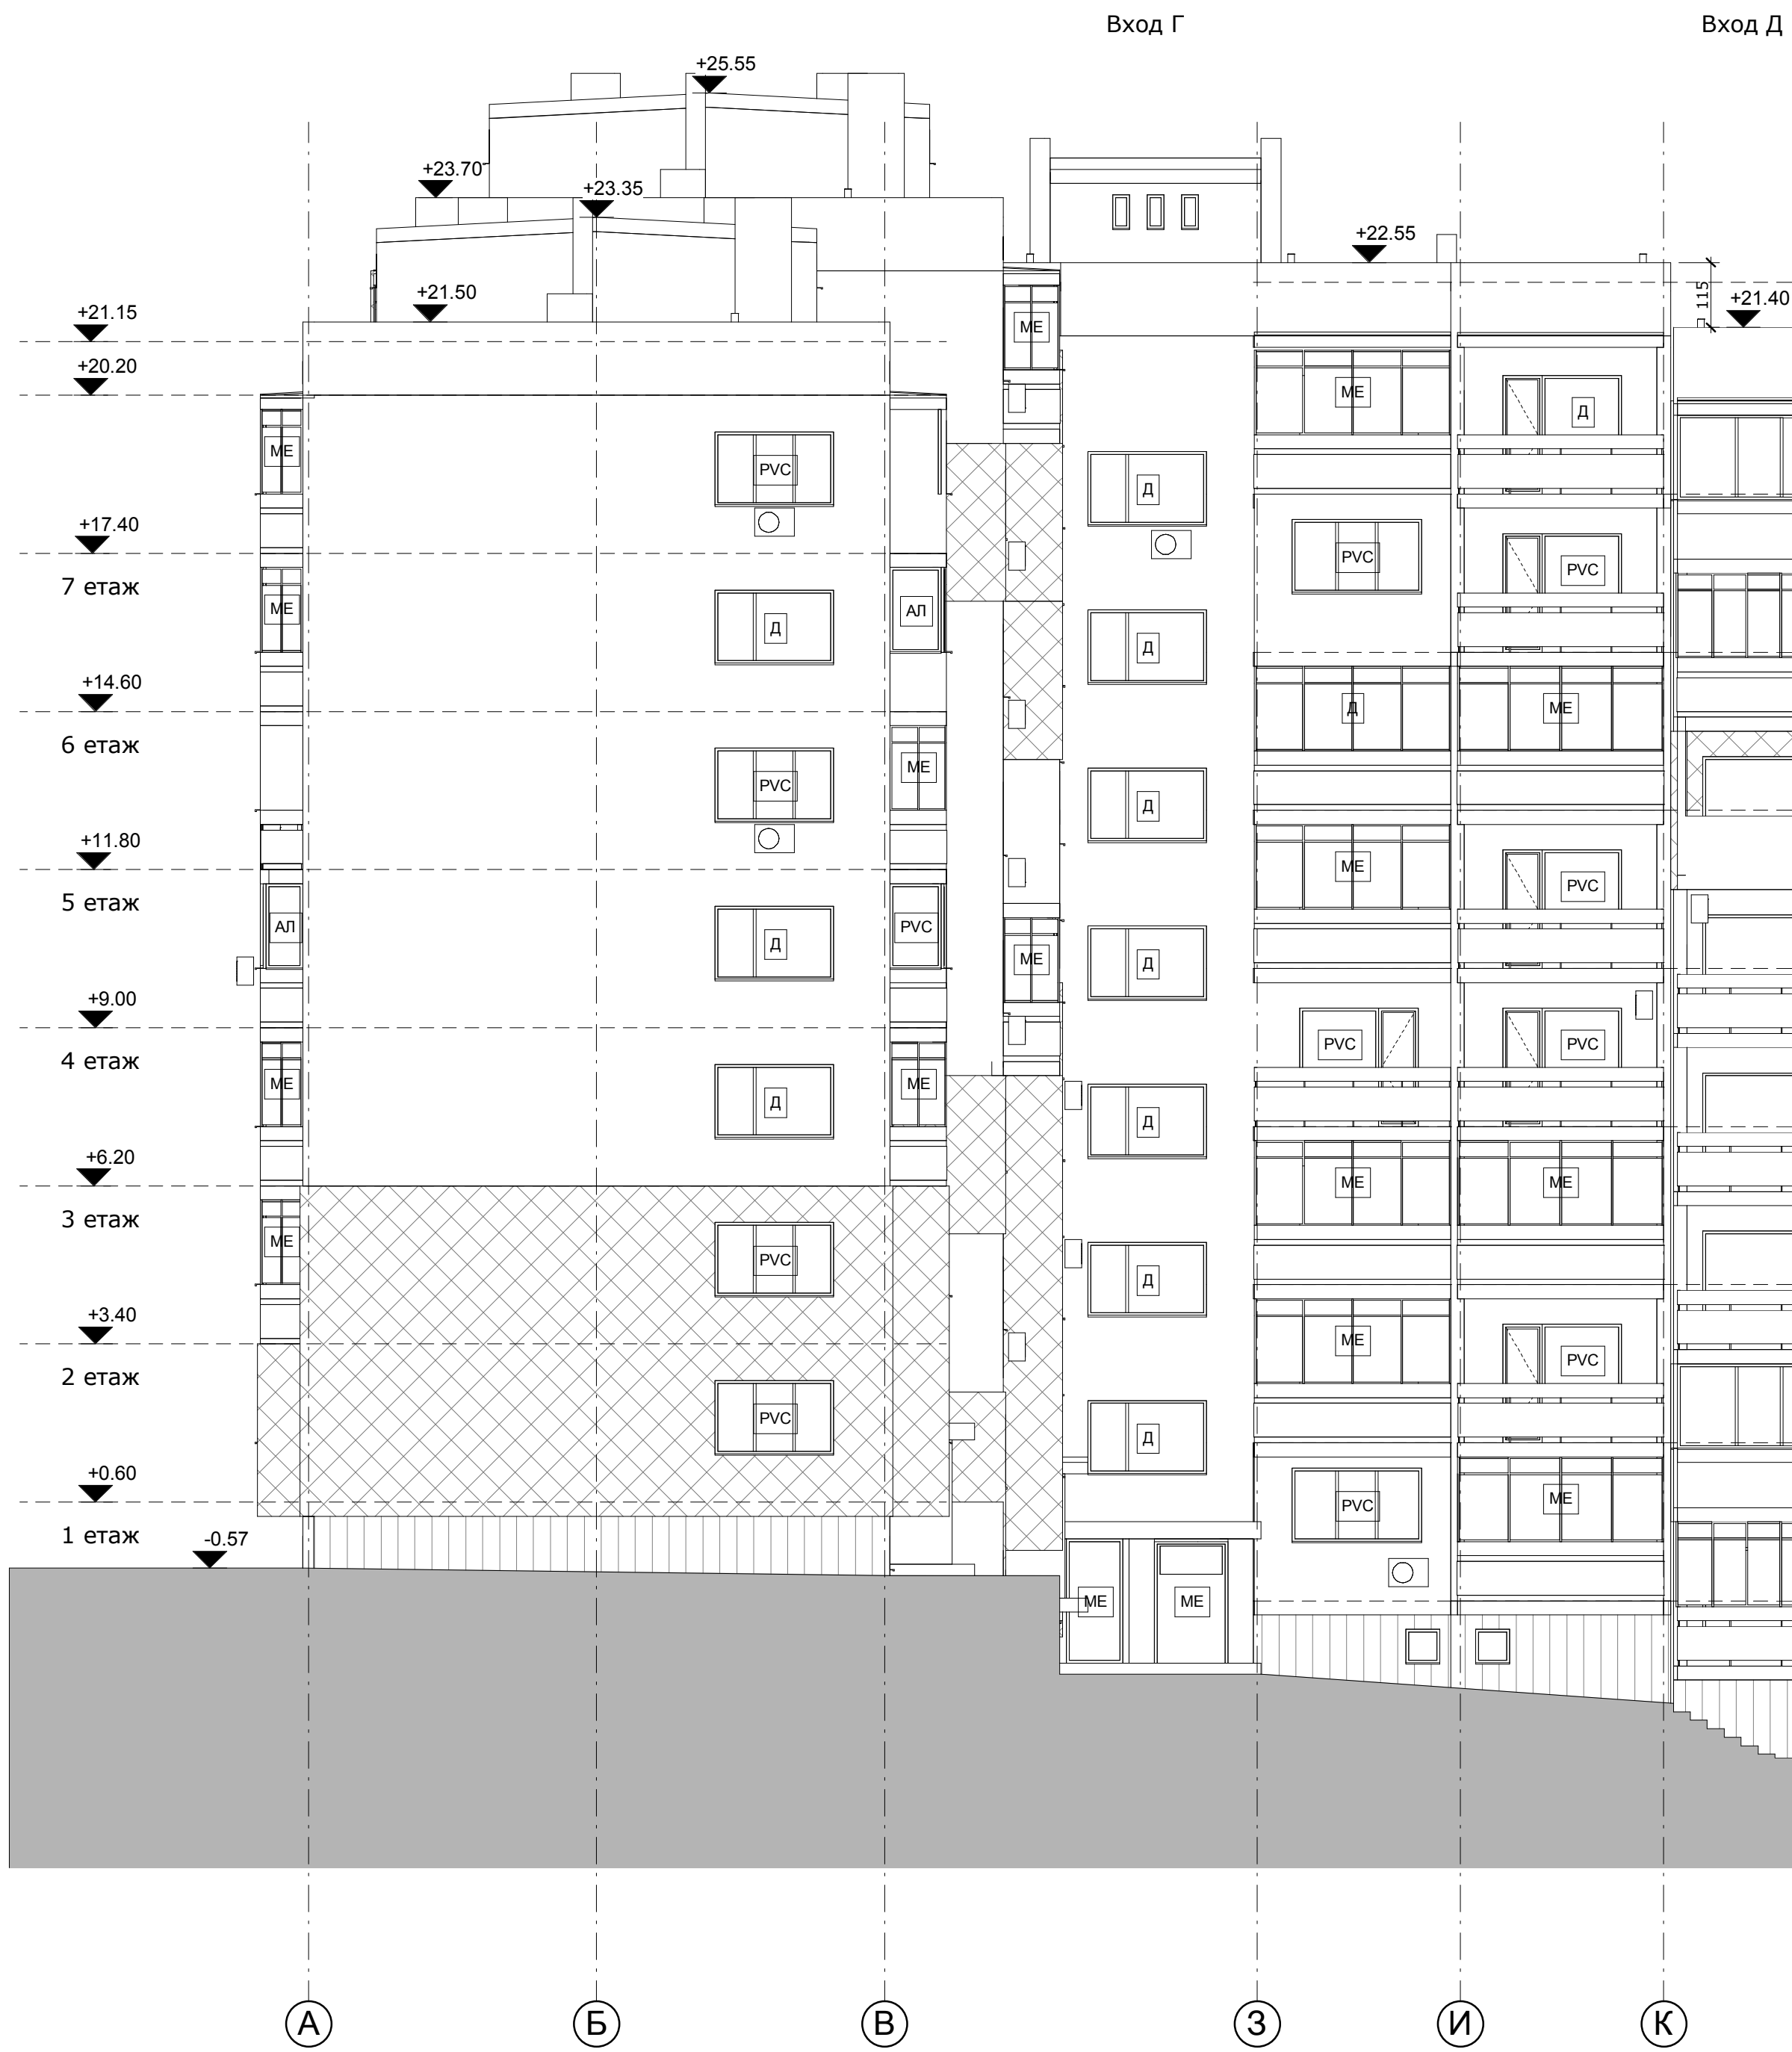 Вход Г
Вход Д
+25.55
+23.70
+23.35
+22.55
+21.50
115
+21.40
+21.15
МЕ
+20.20
МЕ
Д
МЕ
PVC
Д
+17.40
PVC
PVC
7 етаж
МЕ
АЛ
Д
Д
+14.60
Д
МЕ
6 етаж
МЕ
PVC
Д
+11.80
МЕ
PVC
5 етаж
АЛ
PVC
Д
МЕ
Д
+9.00
PVC
PVC
4 етаж
МЕ
МЕ
Д
Д
+6.20
МЕ
МЕ
3 етаж
МЕ
PVC
Д
+3.40
МЕ
PVC
2 етаж
PVC
Д
+0.60
МЕ
PVC
1 етаж
-0.57
МЕ
МЕ
А
Б
В
З
И
К